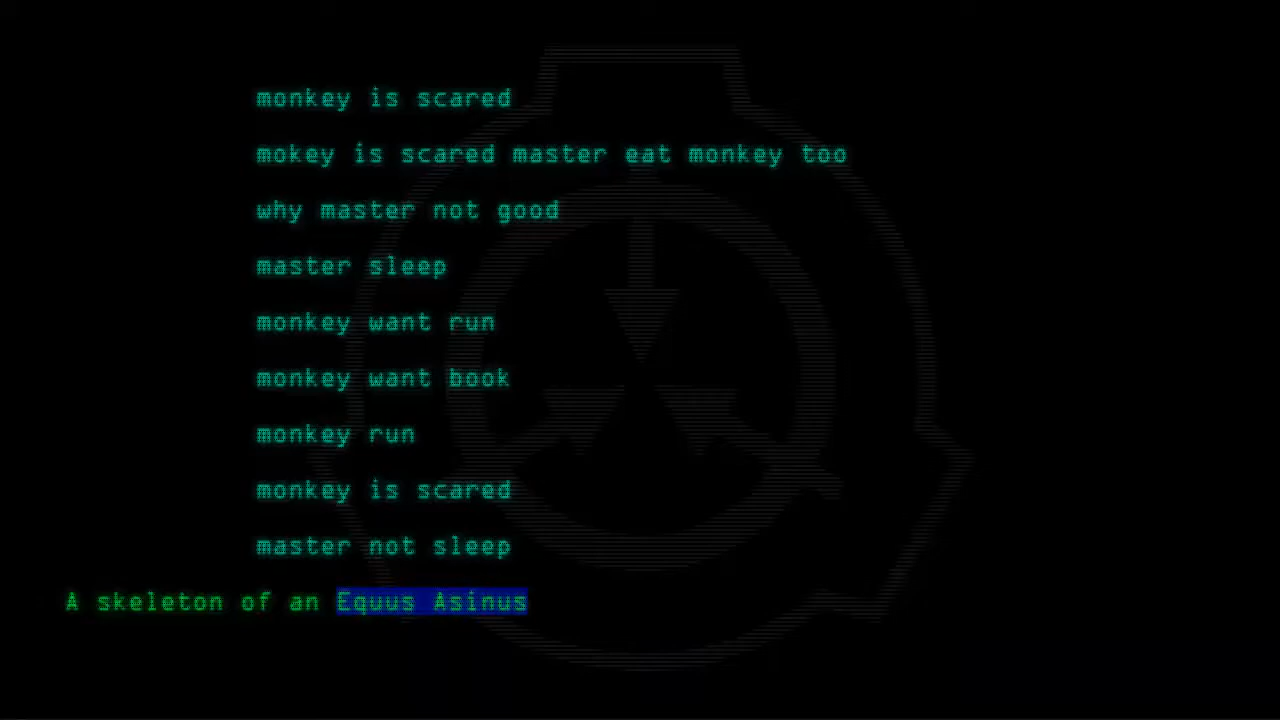 monkey is scared
mokey is scared master eat monkey too
why master not good
master sleep
monkey want run
monkey want book
monkey run
monkey is scared
master not sleep
A skeleton of an Equus Asinus